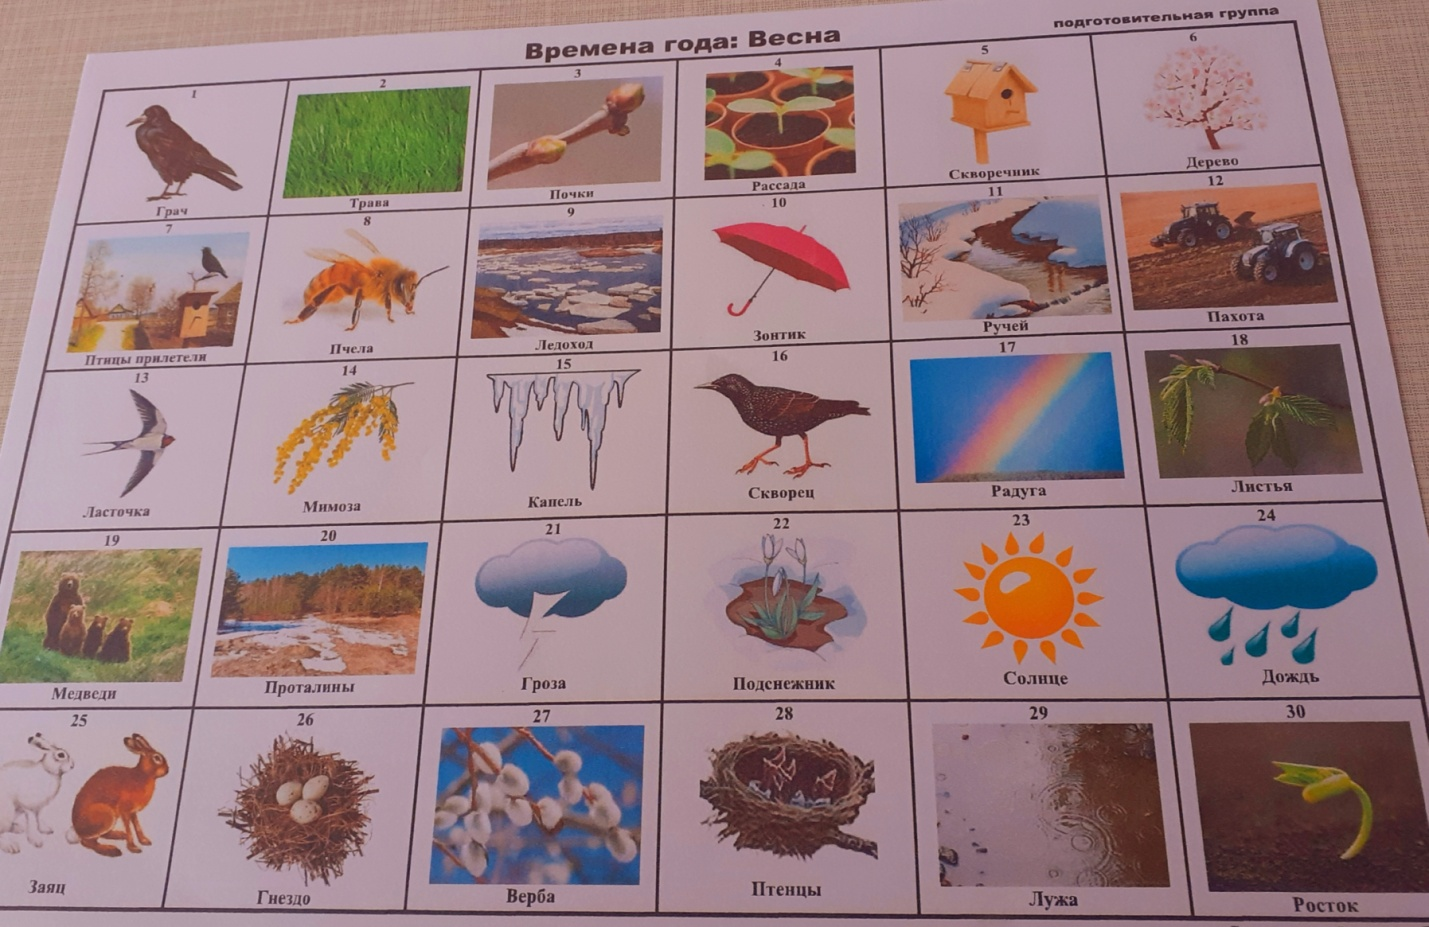 подготовительная группа
Времена года: Весна
1
Грач
2
Трава
3
Почки
4
Рассада
5
Скворечник
6
Дерево
7
Птицы прилетели
8
Пчела
9
Ледоход
10
Зонтик
11
Ручей
12
Пахота
13
Ласточка
14
Мимоза
15
Капель
16
Скворец
17
Радуга
18
Листья
19
Медведи
20
Проталины
21
Гроза
22
Подснежник
23
Солнце
24
Дождь
25
Заяц
26
Гнездо
27
Верба
28
Птенцы
29
Лужа
30
Росток